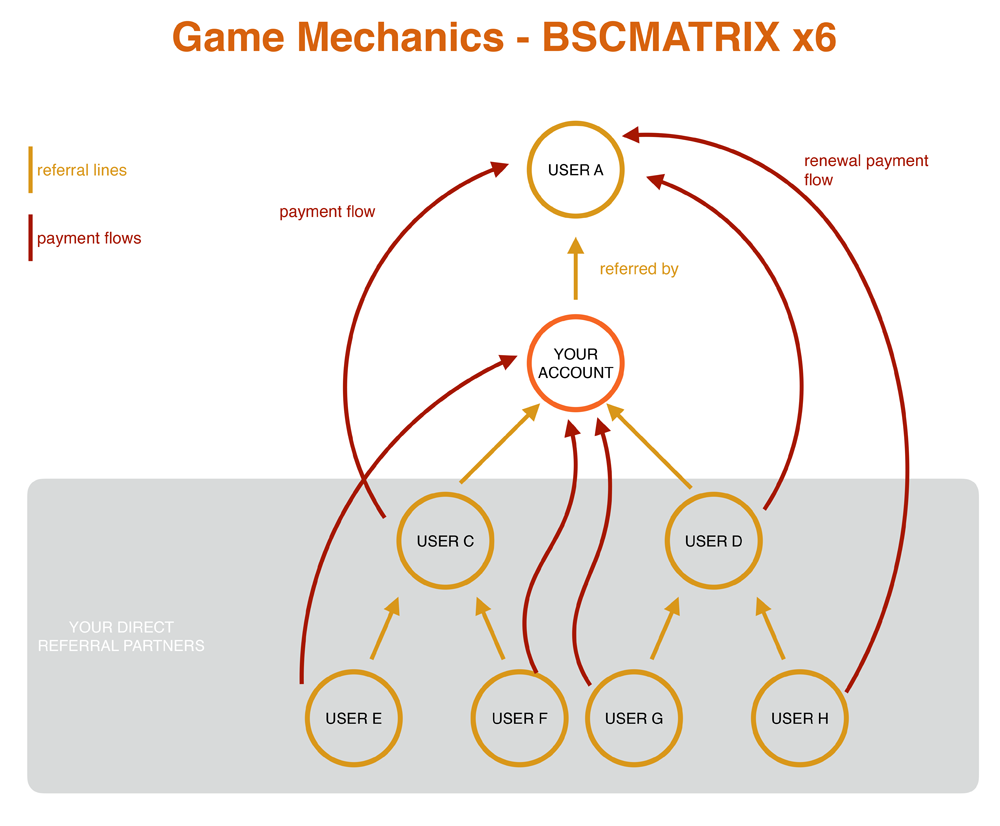 Game Mechanics - BSCMATRIX x6
USER A
renewal payment
flow
referral lines
payment flow
payment flows
referred by
YOUR
ACCOUNT
USER C
USER D
YOUR DIRECT
REFERRAL PARTNERS
USER E
USER F
USER G
USER H